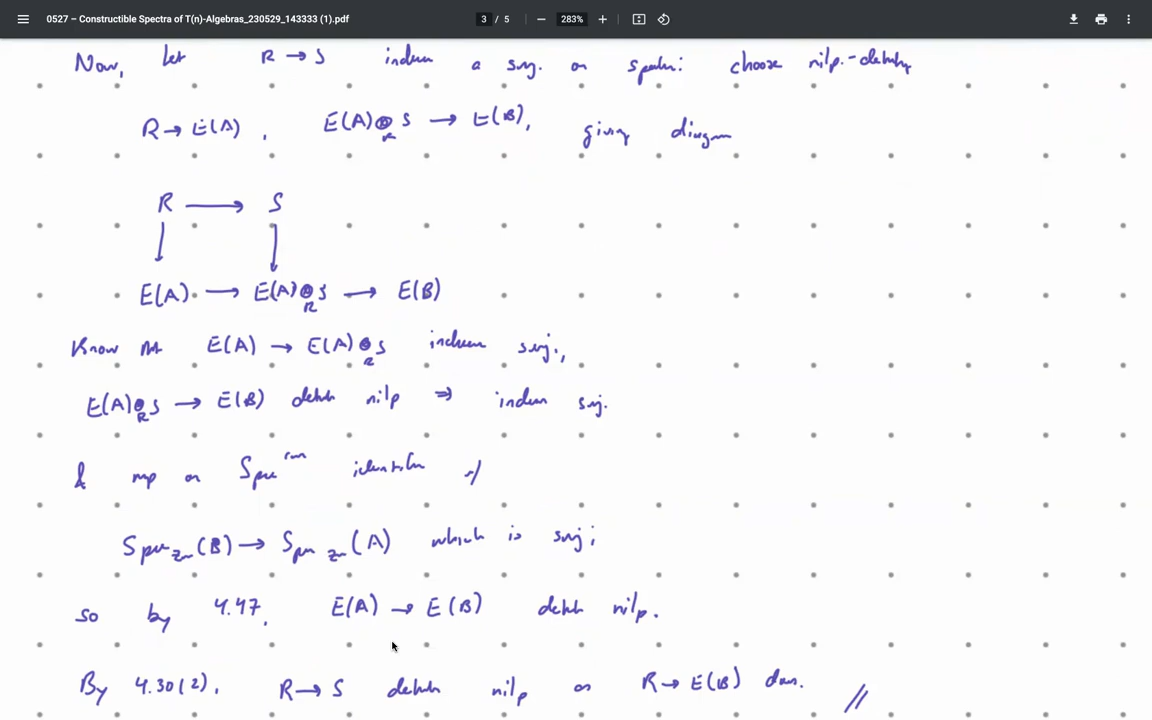 0527 – Constructible Spectra of T(n)-Algebras_230529_143333 (1).pdf
3 / 5
283%
Now, let R → S induces a surj. on spectra: choose nilp.-detecting
R → E(A), E(A)⊗_R S → E(B), giving diagram
R → S
↓ ↓
E(A) → E(A)⊗_R S → E(B)
Know that E(A) → E(A)⊗_R S induces surj.,
E(A)⊗_R S → E(B) detects nilp ⇒ induces surj.
& map on Spec^con identifies w/
Spec_Zar(B) → Spec_Zar(A) which is surj;
so by 4.47, E(A) → E(B) detects nilp.
By 4.30(2), R → S detects nilp as R → E(B) does. //